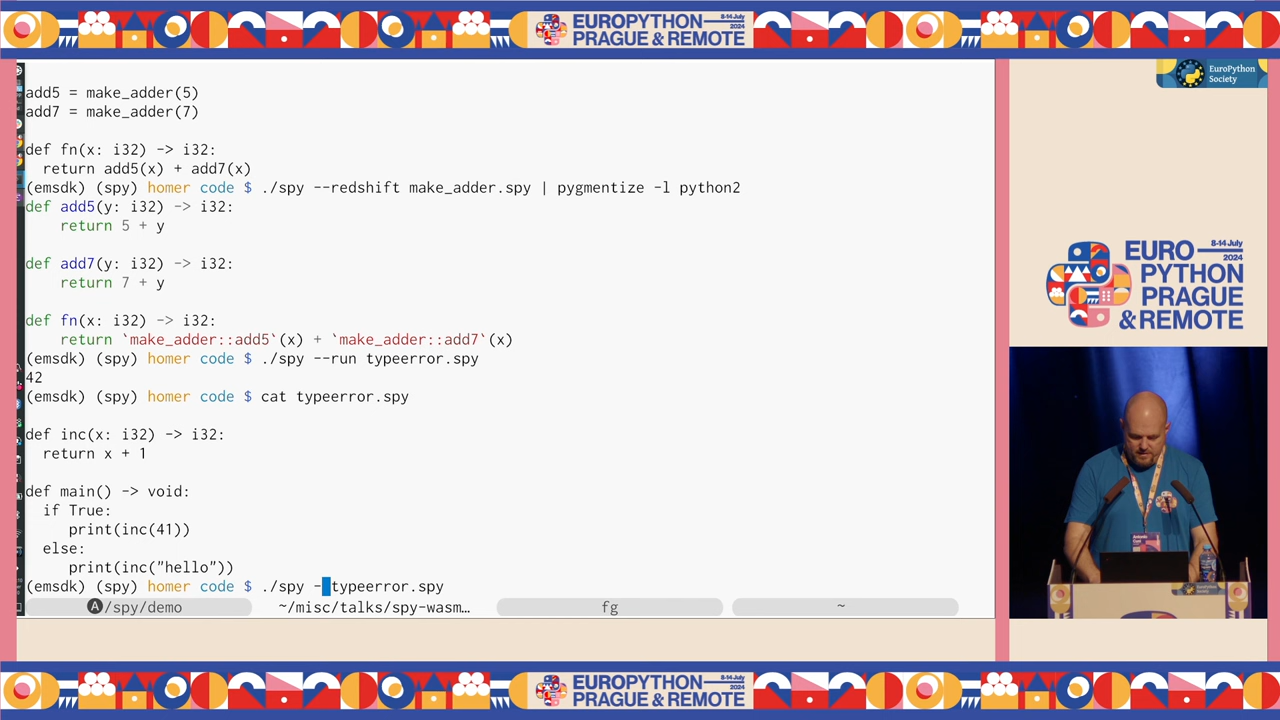 EUROPYTHON
8-14 July
2024
PRAGUE & REMOTE
EuroPython
Society
add5 = make_adder(5)
add7 = make_adder(7)
def fn(x: i32) -> i32:
  return add5(x) + add7(x)
(emsdk) (spy) homer code $ ./spy --redshift make_adder.spy | pygmentize -l python2
def add5(y: i32) -> i32:
    return 5 + y
def add7(y: i32) -> i32:
    return 7 + y
def fn(x: i32) -> i32:
    return `make_adder::add5`(x) + `make_adder::add7`(x)
(emsdk) (spy) homer code $ ./spy --run typeerror.spy
42
(emsdk) (spy) homer code $ cat typeerror.spy
def inc(x: i32) -> i32:
  return x + 1
def main() -> void:
  if True:
     print(inc(41))
  else:
     print(inc("hello"))
(emsdk) (spy) homer code $ ./spy - typeerror.spy
A/spy/demo
~/misc/talks/spy-wasm…
fg
~
EURO
8-14 July
2024
PYTHON
PRAGUE
& REMOTE
EUROPYTHON
8-14 July
2024
PRAGUE & REMOTE